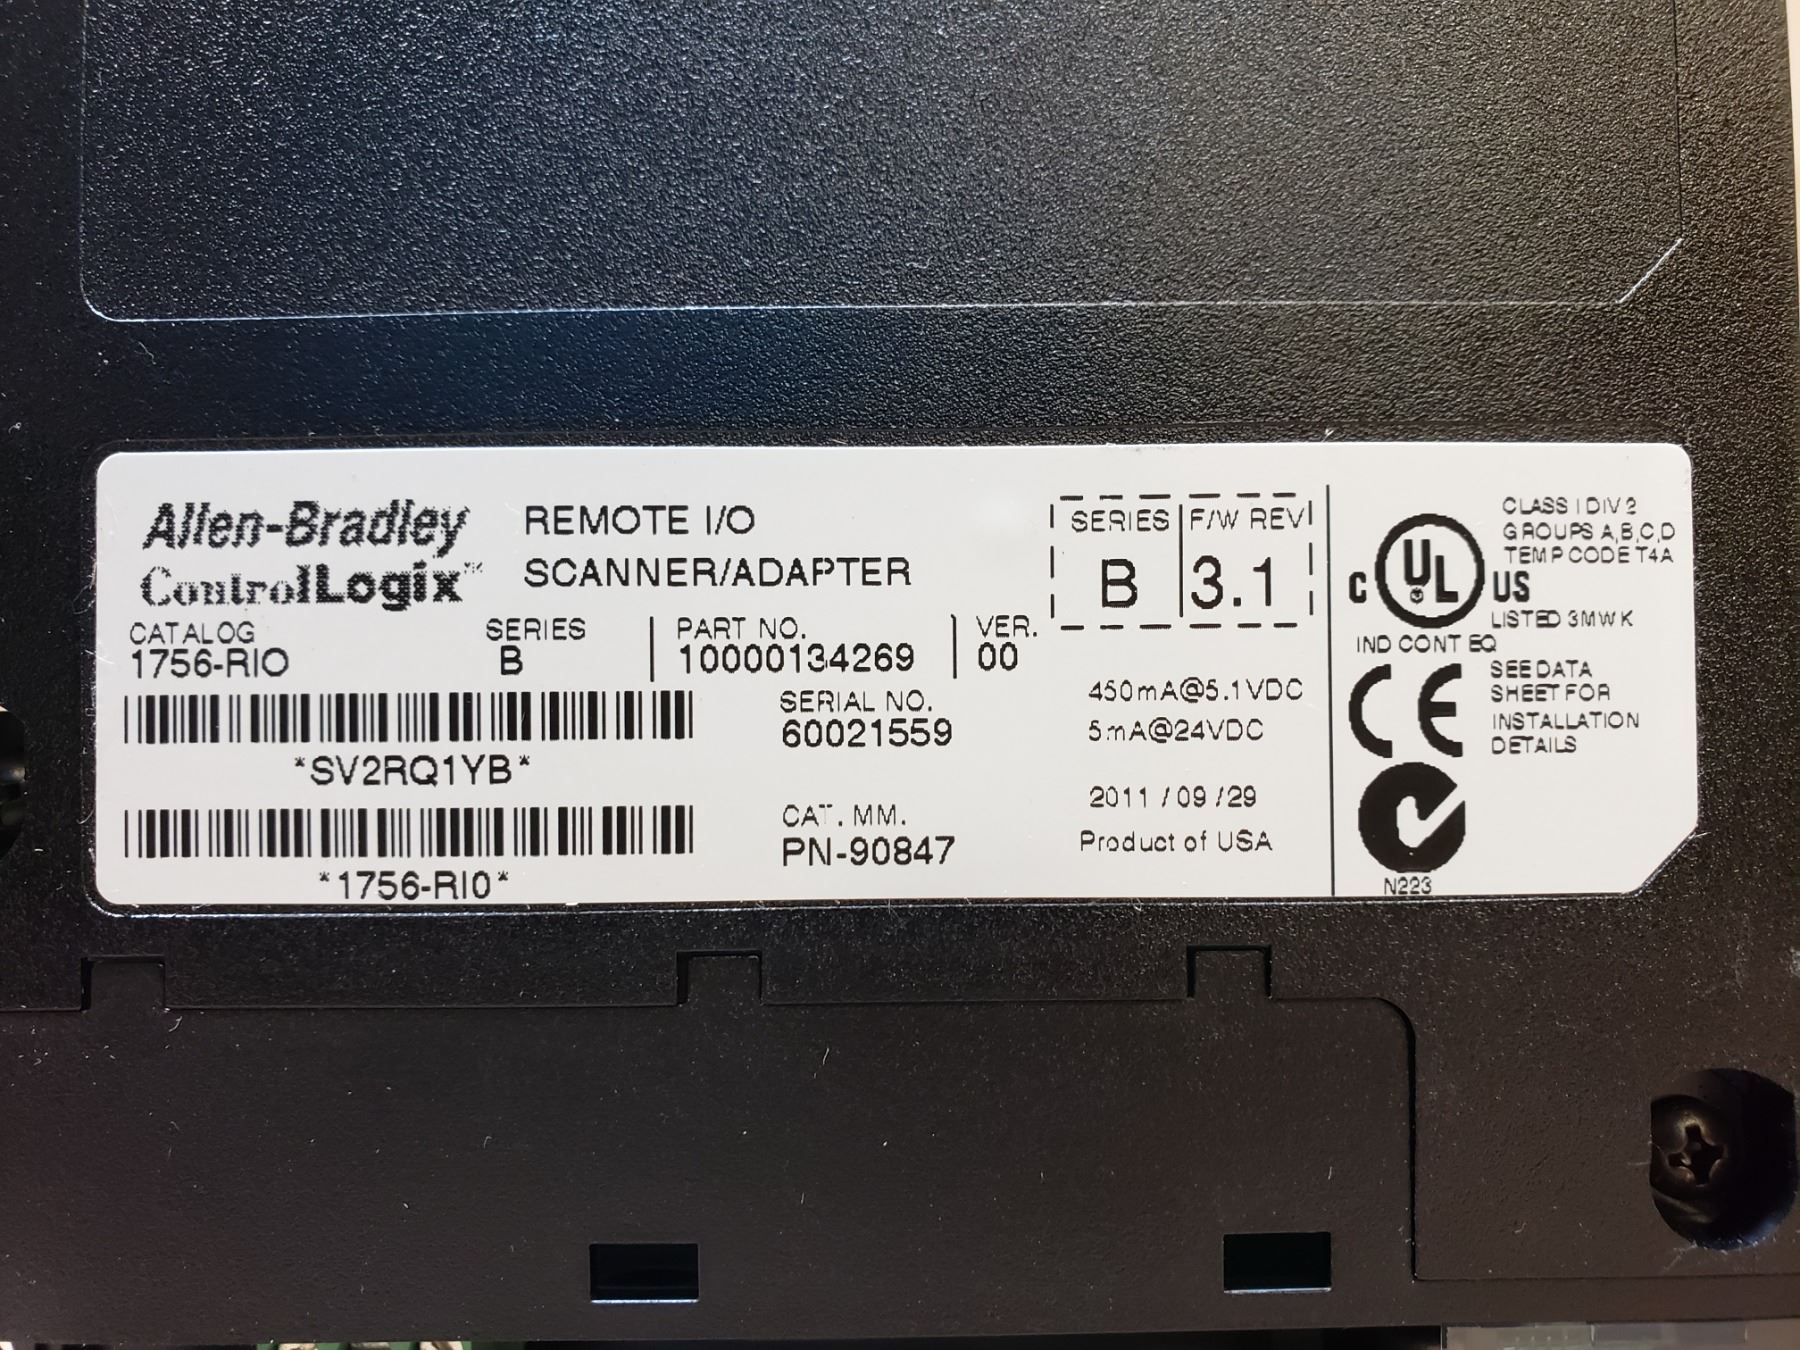 Allen-Bradley
ControlLogix™
REMOTE I/O
SCANNER/ADAPTER
SERIES F/W REV
B 3.1
CATALOG SERIES PART NO. VER.
1756-RIO B 10000134269 00
SERIAL NO.
60021559
*SV2RQ1YB*
450mA@5.1VDC
5mA@24VDC
CAT. MM.
PN-90847
*1756-RI0*
2011/09/29
Product of USA
CLASS I DIV 2
GROUPS A,B,C,D
TEMP CODE T4A
C UL US
LISTED 3MWK
IND CONT EQ
CE
SEE DATA
SHEET FOR
INSTALLATION
DETAILS
N223